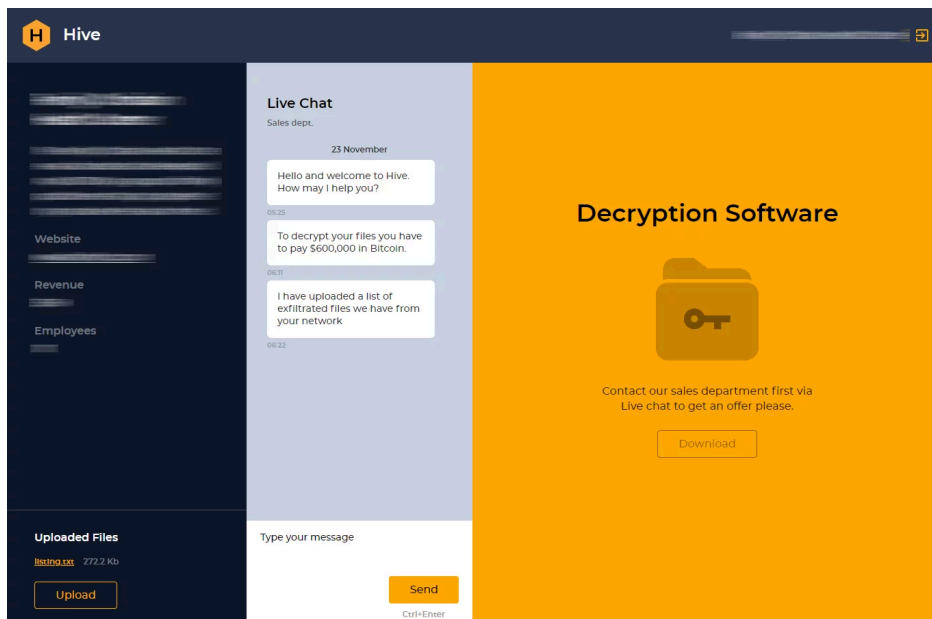 H Hive
Website
Revenue
Employees
Uploaded Files
listing.txt 272.2 Kb
Upload
Live Chat
Sales dept.
23 November
Hello and welcome to Hive.
How may I help you?
05:25
To decrypt your files you have
to pay $600,000 in Bitcoin.
06:11
I have uploaded a list of
exfiltrated files we have from
your network
06:22
Type your message
Send
Ctrl+Enter
Decryption Software
Contact our sales department first via
Live chat to get an offer please.
Download